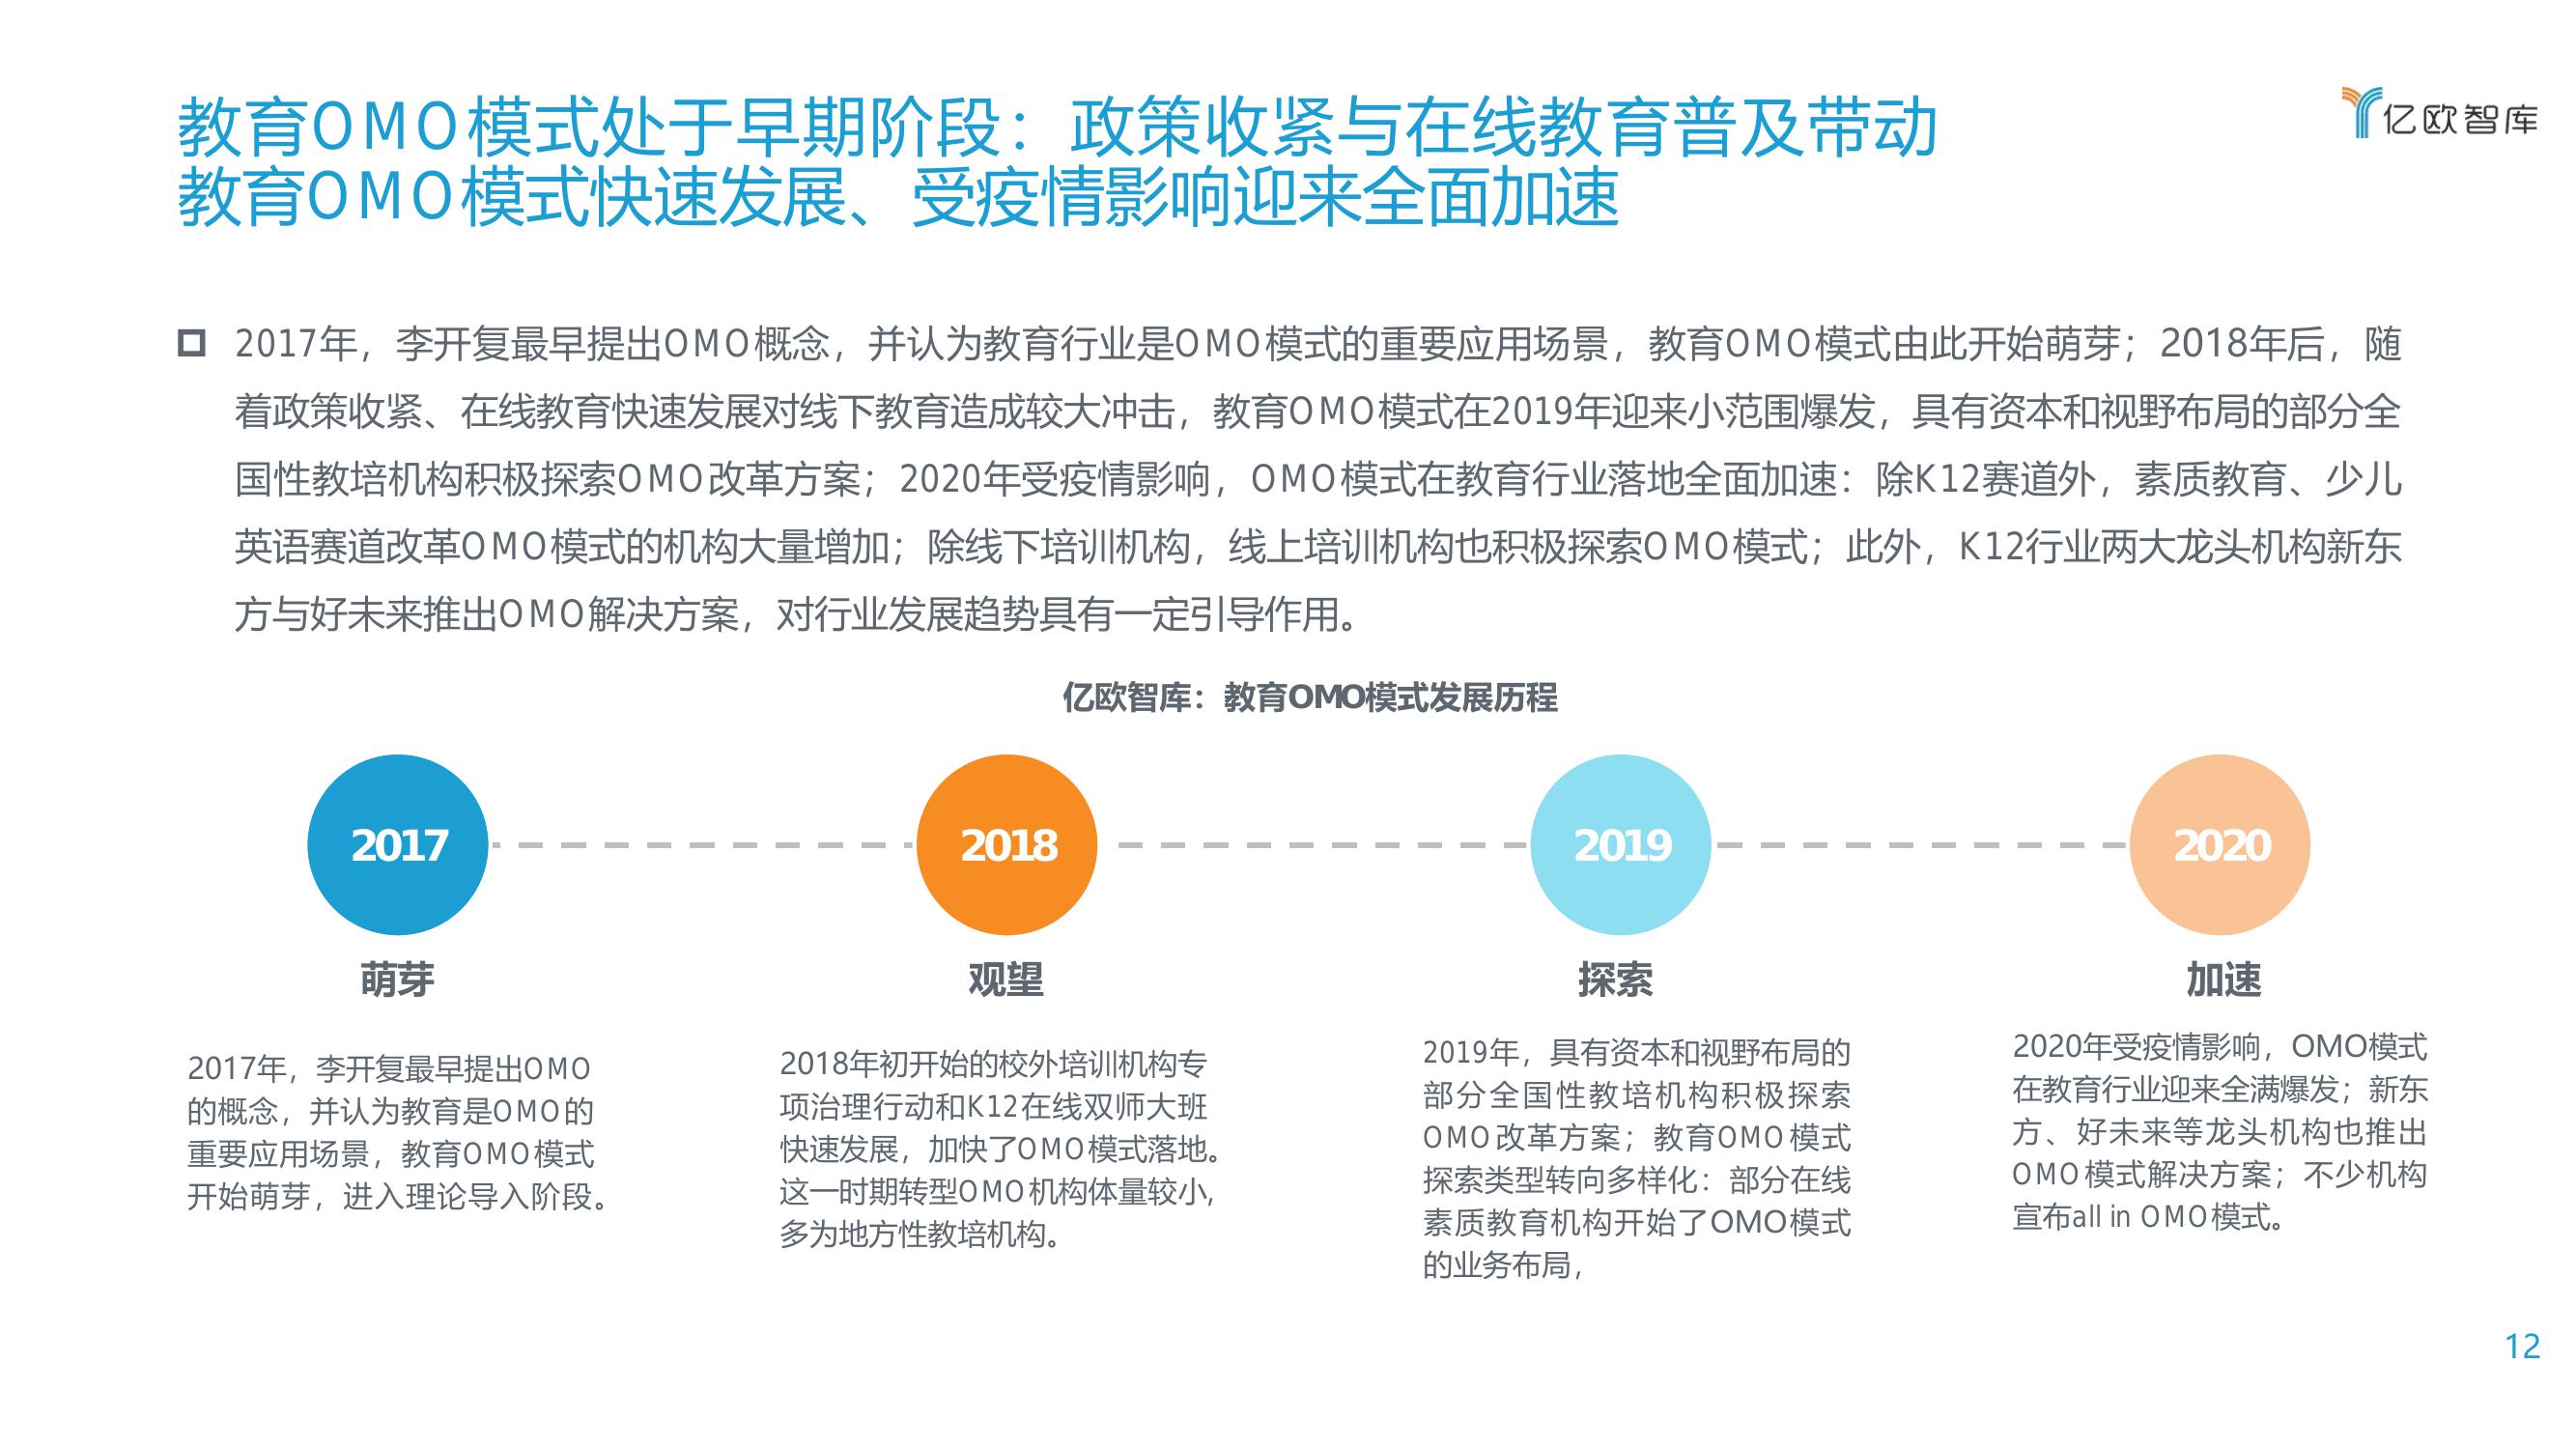 教育OMO模式处于早期阶段：政策收紧与在线教育普及带动
教育OMO模式快速发展、受疫情影响迎来全面加速
亿欧智库
2017年，李开复最早提出OMO概念，并认为教育行业是OMO模式的重要应用场景，教育OMO模式由此开始萌芽；2018年后，随
着政策收紧、在线教育快速发展对线下教育造成较大冲击，教育OMO模式在2019年迎来小范围爆发，具有资本和视野布局的部分全
国性教培机构积极探索OMO改革方案；2020年受疫情影响，OMO模式在教育行业落地全面加速：除K12赛道外，素质教育、少儿
英语赛道改革OMO模式的机构大量增加；除线下培训机构，线上培训机构也积极探索OMO模式；此外，K12行业两大龙头机构新东
方与好未来推出OMO解决方案，对行业发展趋势具有一定引导作用。
亿欧智库：教育OMO模式发展历程
2017
2018
2019
2020
萌芽
观望
探索
加速
2017年，李开复最早提出OMO
的概念，并认为教育是OMO的
重要应用场景，教育OMO模式
开始萌芽，进入理论导入阶段。
2018年初开始的校外培训机构专
项治理行动和K12在线双师大班
快速发展，加快了OMO模式落地。
这一时期转型OMO机构体量较小,
多为地方性教培机构。
2019年，具有资本和视野布局的
部分全国性教培机构积极探索
OMO改革方案；教育OMO模式
探索类型转向多样化：部分在线
素质教育机构开始了OMO模式
的业务布局，
2020年受疫情影响，OMO模式
在教育行业迎来全满爆发；新东
方、好未来等龙头机构也推出
OMO模式解决方案；不少机构
宣布all in OMO模式。
12